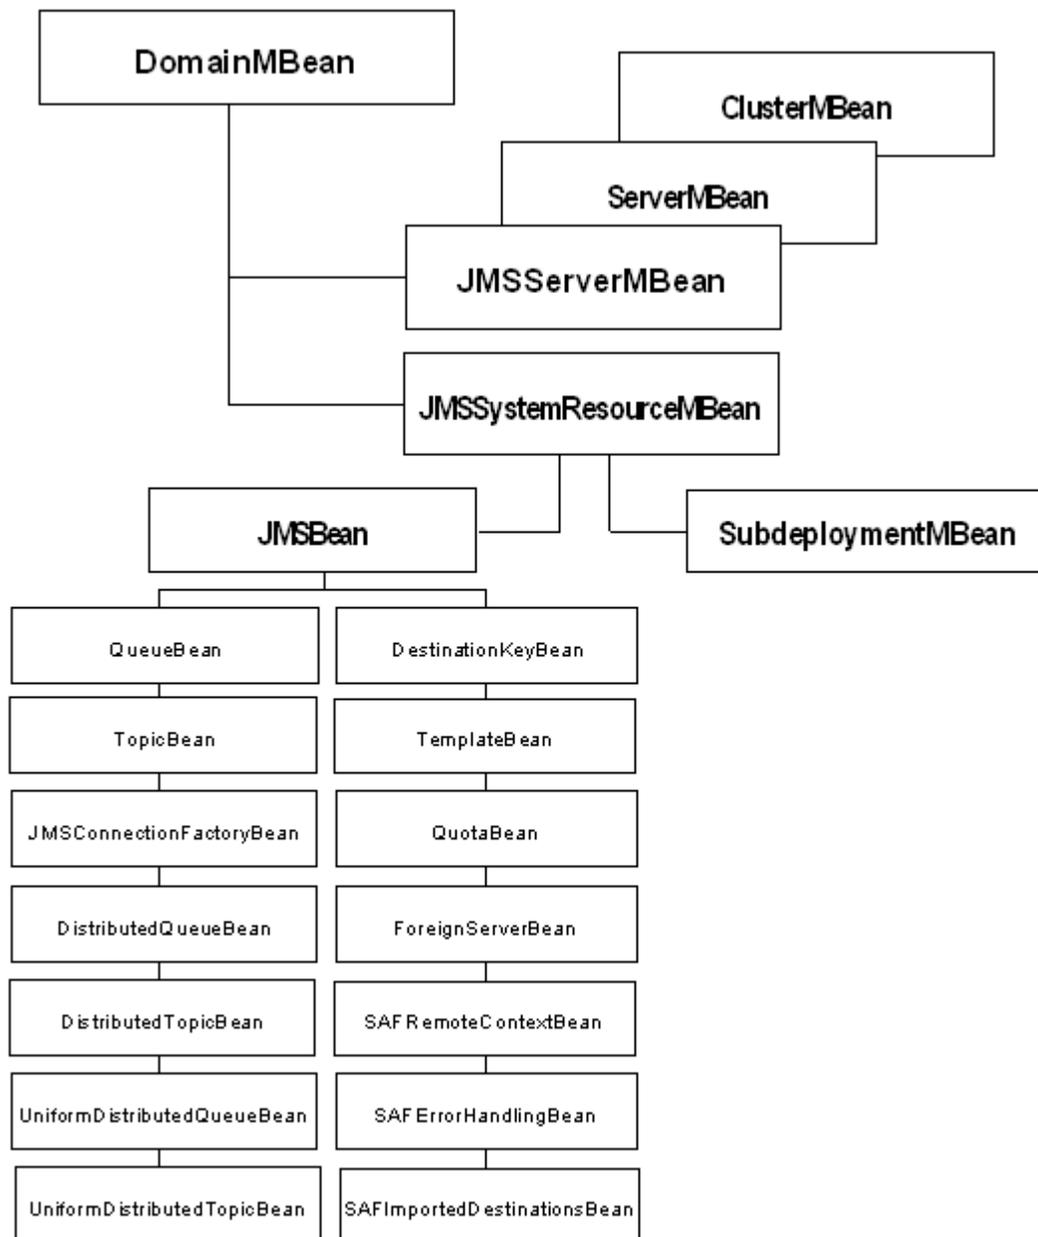 DomainMBean
ClusterMBean
ServerMBean
JMSServerMBean
JMSSystemResourceMBean
JMSBean
SubdeploymentMBean
QueueBean
DestinationKeyBean
TopicBean
TemplateBean
JMSConnectionFactoryBean
QuotaBean
DistributedQueueBean
ForeignServerBean
DistributedTopicBean
SAFRemoteContextBean
UniformDistributedQueueBean
SAFErrorHandlingBean
UniformDistributedTopicBean
SAFImportedDestinationsBean